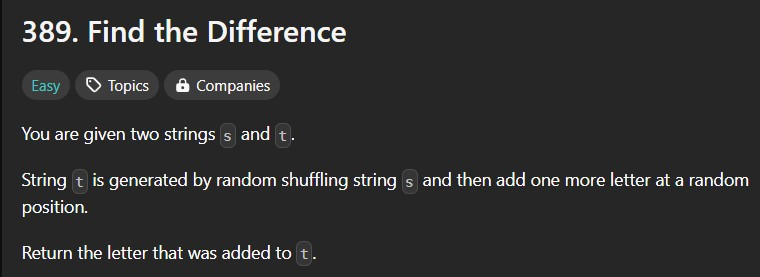 389. Find the Difference
Easy Topics Companies
You are given two strings s and t.
String t is generated by random shuffling string s and then add one more letter at a random
position.
Return the letter that was added to t.